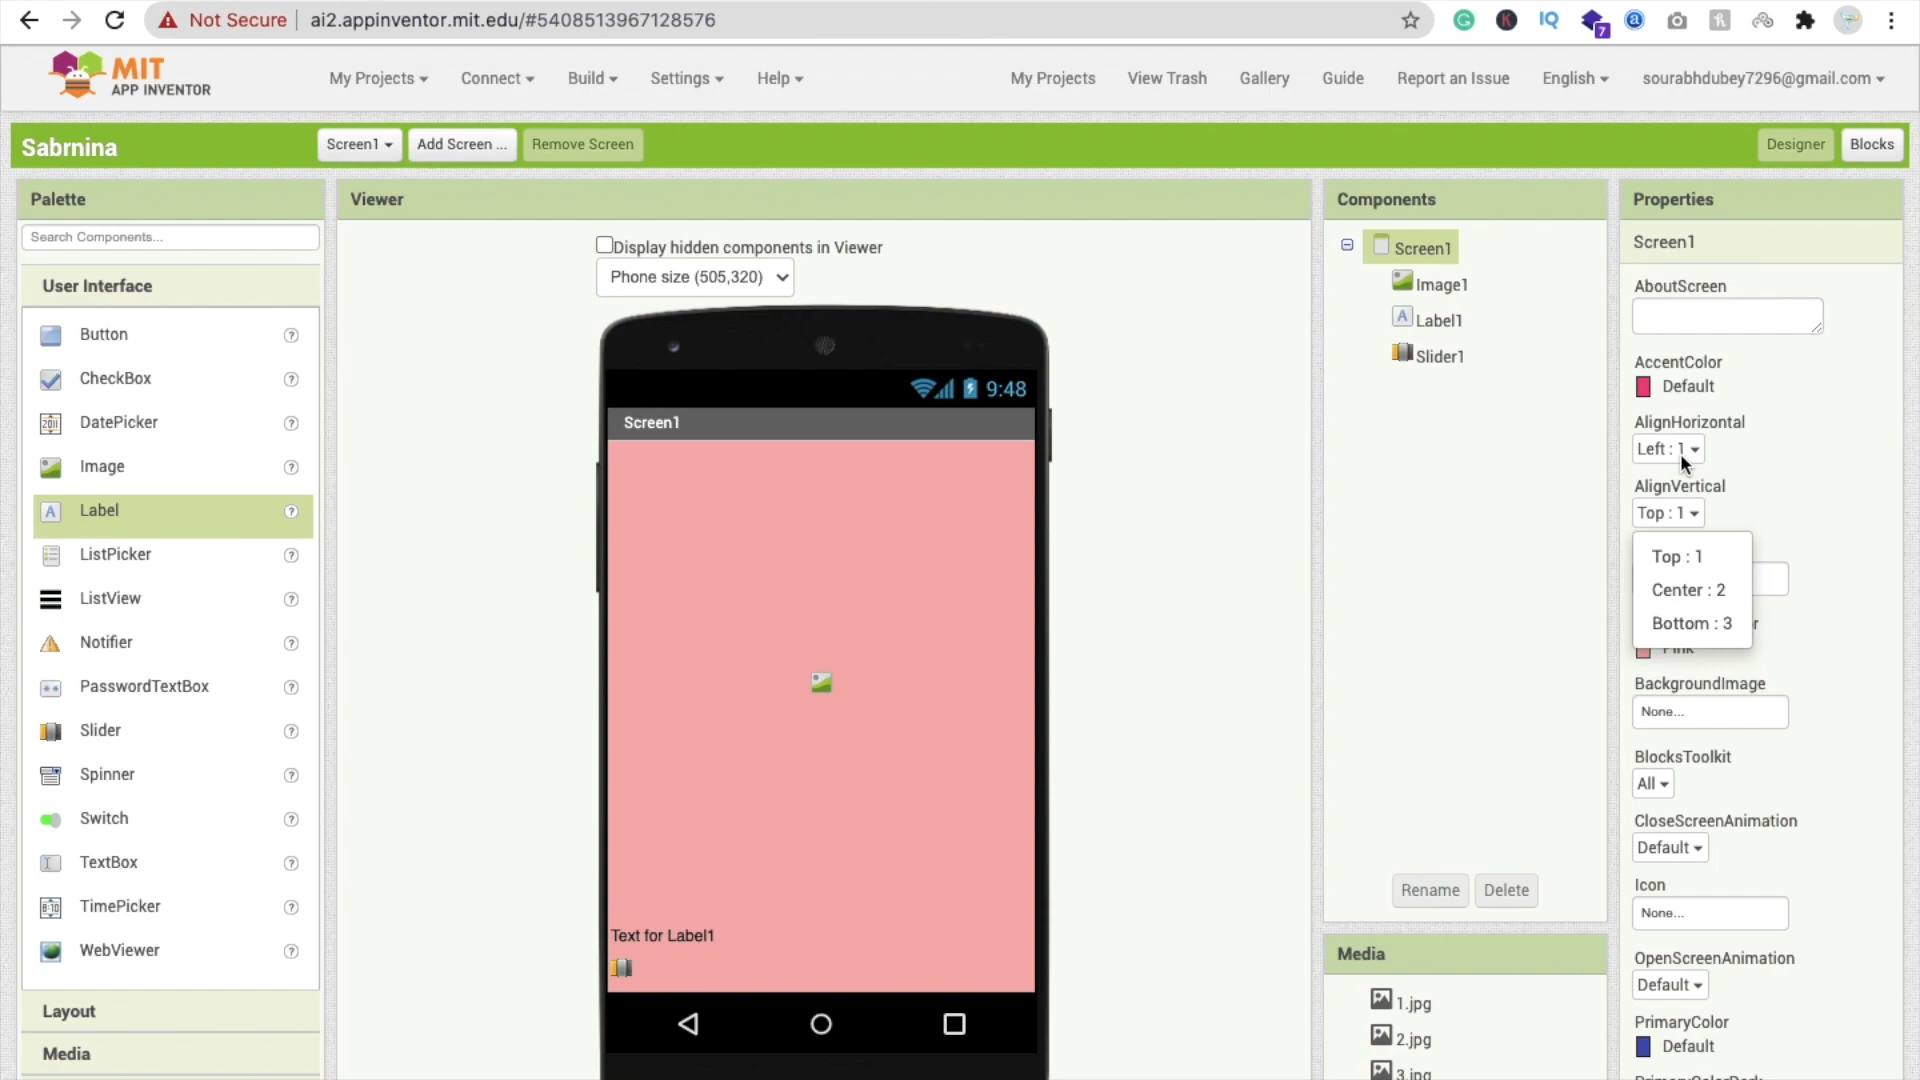 Not Secure
ai2.appinventor.mit.edu/#5408513967128576
7
MIT
APP INVENTOR
My Projects
Connect
Build
Settings
Help
My Projects
View Trash
Gallery
Guide
Report an Issue
English
sourabhdubey7296@gmail.com
Sabrnina
Screen1
Add Screen ...
Remove Screen
Designer
Blocks
Palette
Search Components...
User Interface
Button
CheckBox
DatePicker
Image
Label
ListPicker
ListView
Notifier
PasswordTextBox
Slider
Spinner
Switch
TextBox
TimePicker
WebViewer
Layout
Media
Viewer
Display hidden components in Viewer
Phone size (505,320)
9:48
Screen1
Text for Label1
Components
Screen1
Image1
Label1
Slider1
Rename
Delete
Media
1.jpg
2.jpg
3.jpg
Properties
Screen1
AboutScreen
AccentColor
Default
AlignHorizontal
Left : 1
AlignVertical
Top : 1
Top : 1
Center : 2
Bottom : 3
Pink
BackgroundImage
None...
BlocksToolkit
All
CloseScreenAnimation
Default
Icon
None...
OpenScreenAnimation
Default
PrimaryColor
Default